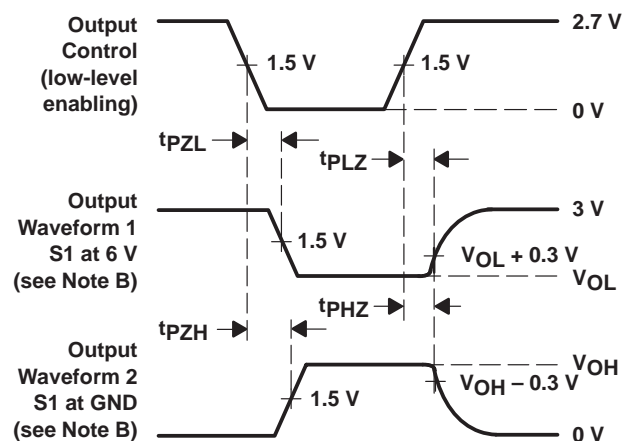 Output
Control
(low-level
enabling)
1.5 V
1.5 V
2.7 V
0 V
tPZL
tPLZ
Output
Waveform 1
S1 at 6 V
(see Note B)
1.5 V
3 V
VOL + 0.3 V
VOL
tPZH
tPHZ
Output
Waveform 2
S1 at GND
(see Note B)
1.5 V
VOH
VOH – 0.3 V
0 V